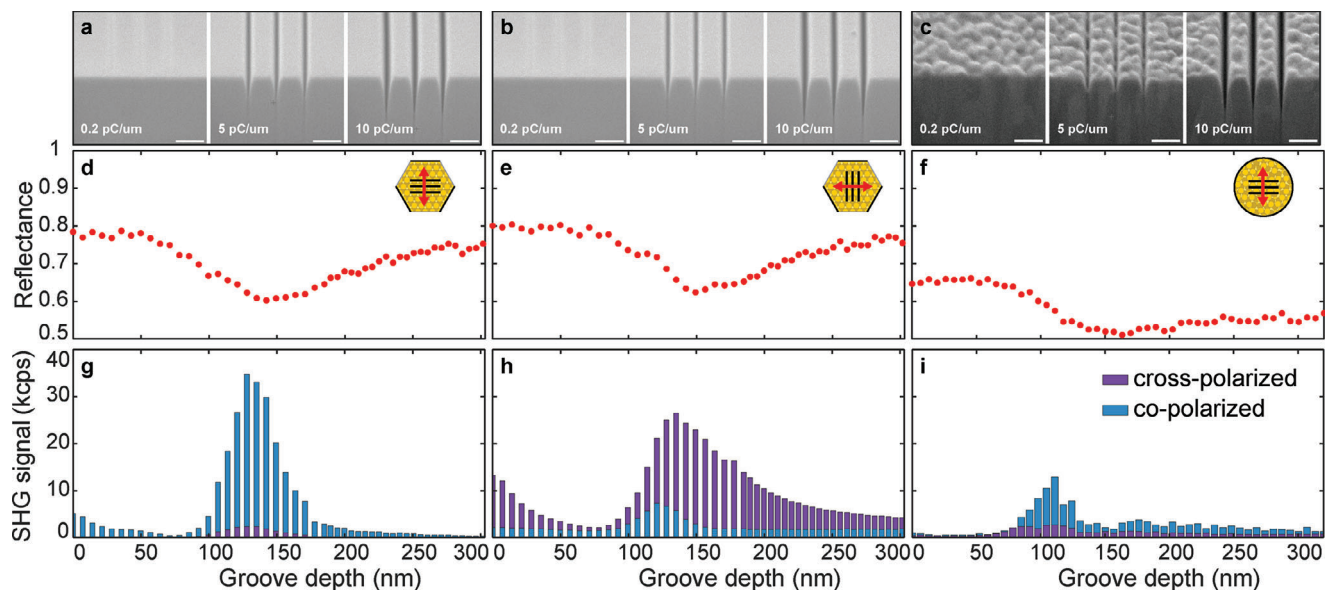 a b c
0.2 pC/um 5 pC/um 10 pC/um 0.2 pC/um 5 pC/um 10 pC/um 0.2 pC/um 5 pC/um 10 pC/um
1
d e f
0.9
0.8
Reflectance
0.7
0.6
0.5
40 g h i
cross-polarized
30
co-polarized
SHG signal (kcps)
20
10
0
0 50 100 150 200 250 300 0 50 100 150 200 250 300 0 50 100 150 200 250 300
Groove depth (nm) Groove depth (nm) Groove depth (nm)